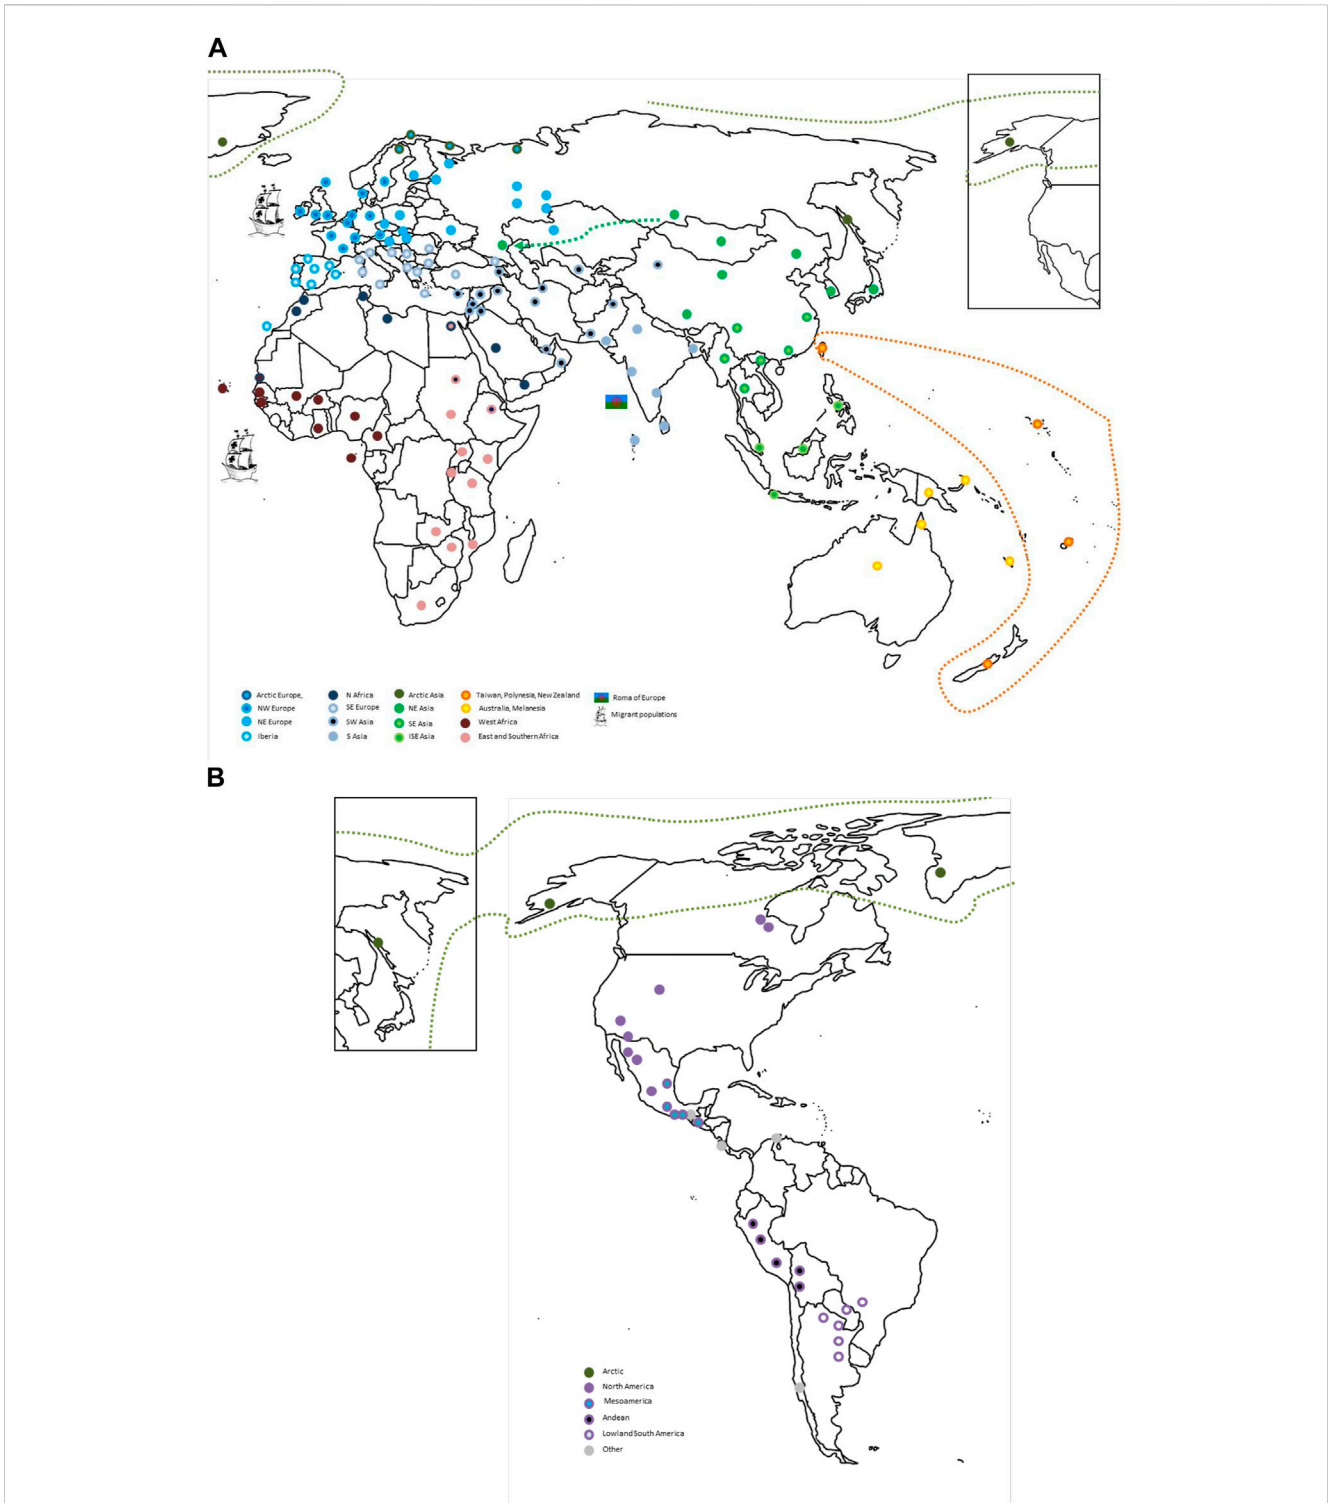 A
Arctic Europe,
NW Europe
NE Europe
Iberia
N Africa
SE Europe
SW Asia
S Asia
Arctic Asia
NE Asia
SE Asia
ISE Asia
Taiwan, Polynesia, New Zealand
Australia, Melanesia
West Africa
East and Southern Africa
Roma of Europe
Migrant populations
B
Arctic
North America
Mesoamerica
Andean
Lowland South America
Other